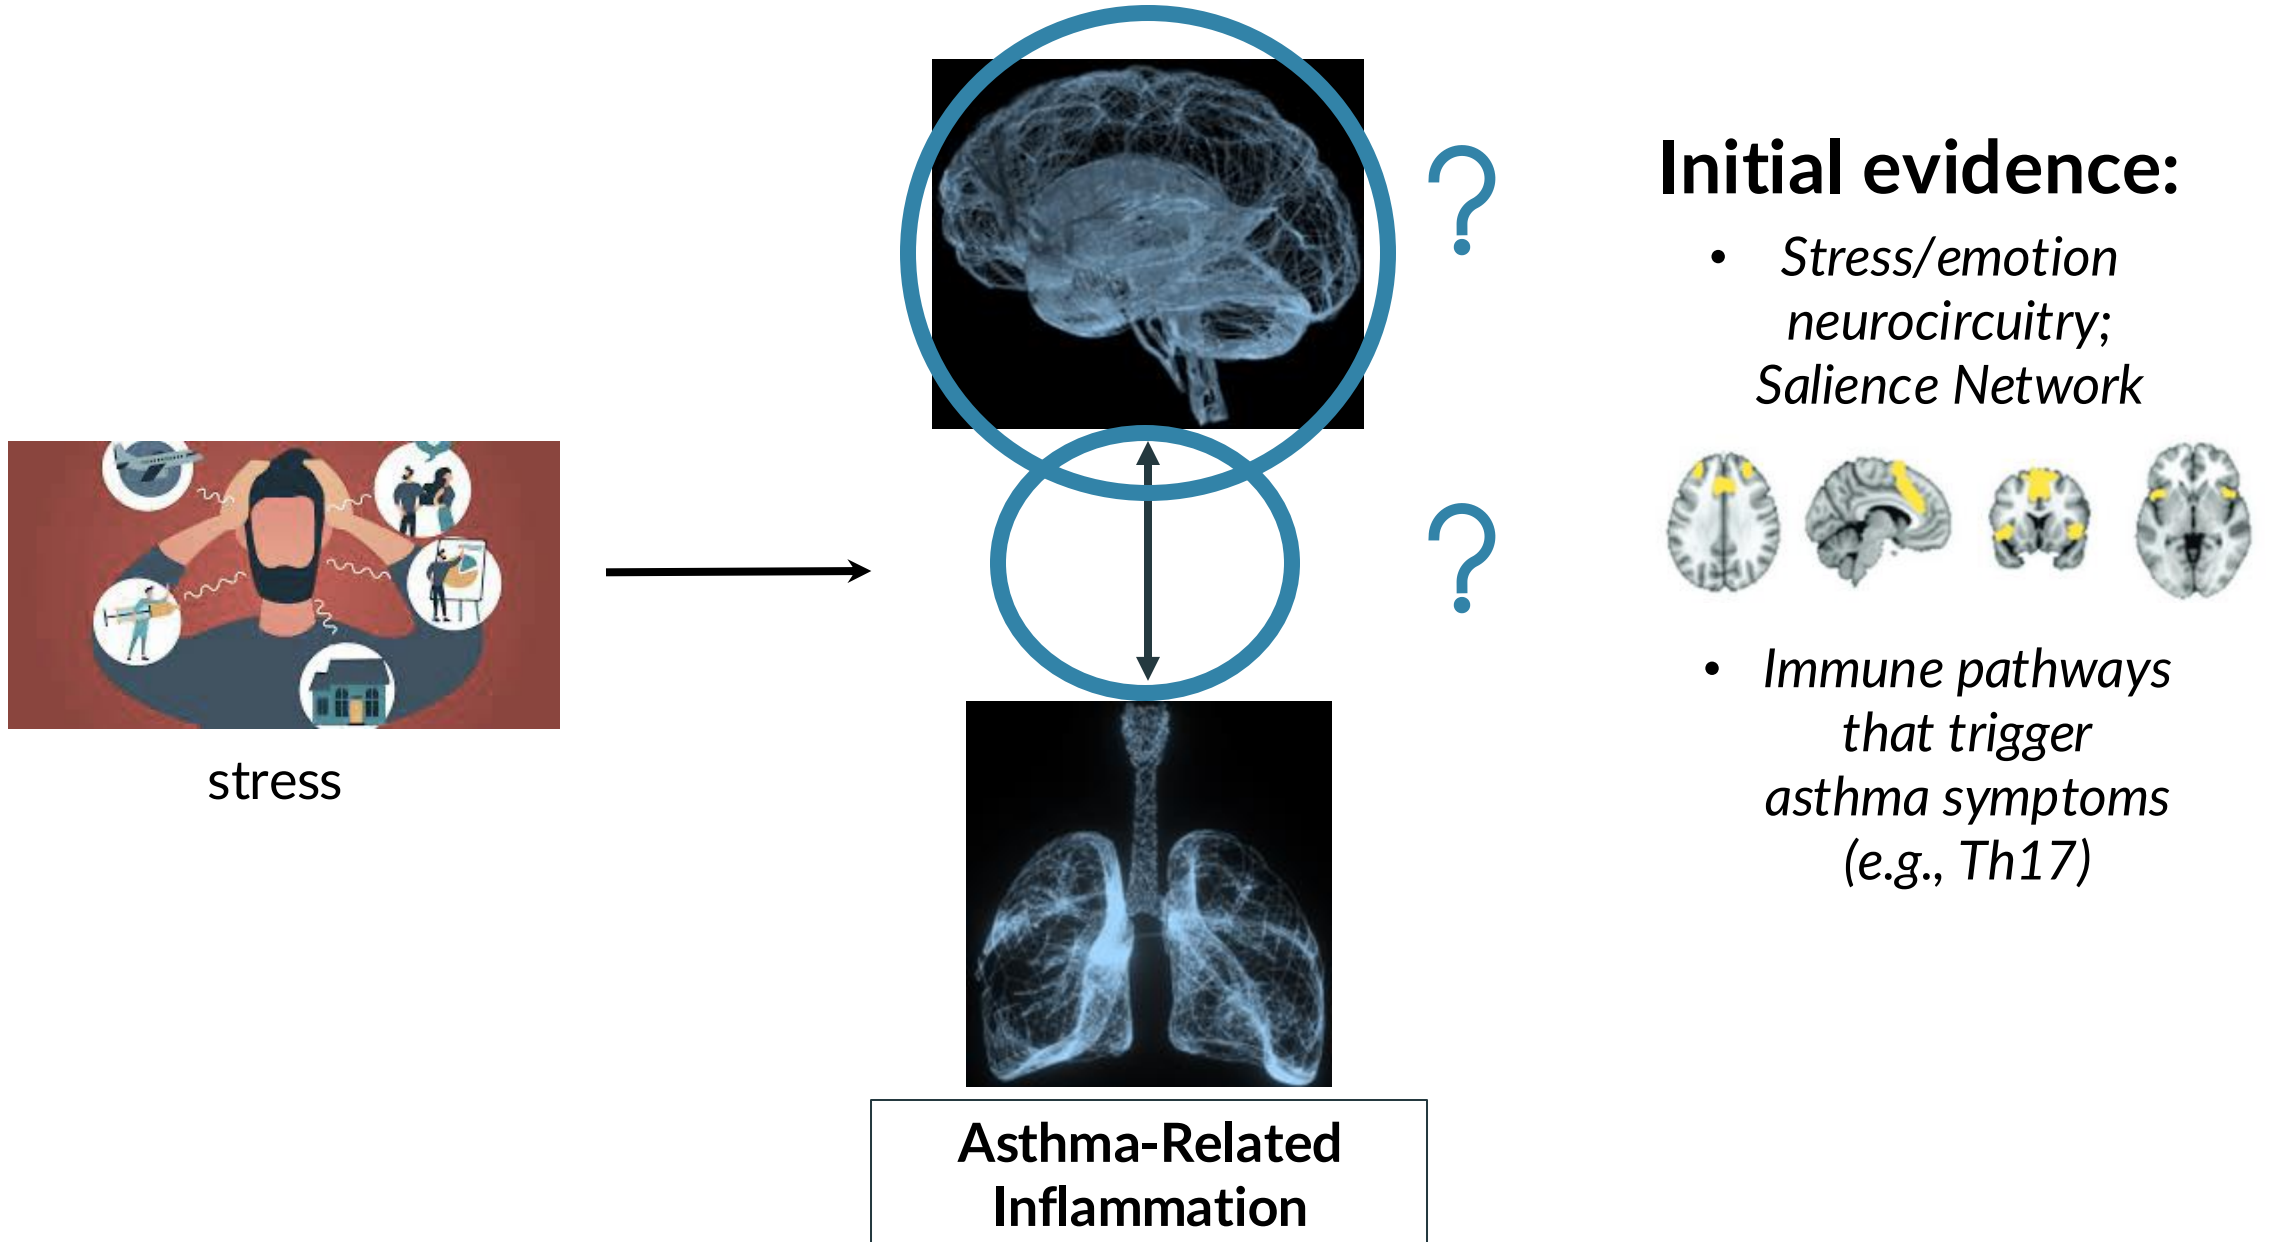 stress
?
?
Asthma-Related
Inflammation
Initial evidence:
• Stress/emotion
neurocircuitry;
Salience Network
• Immune pathways
that trigger
asthma symptoms
(e.g., Th17)